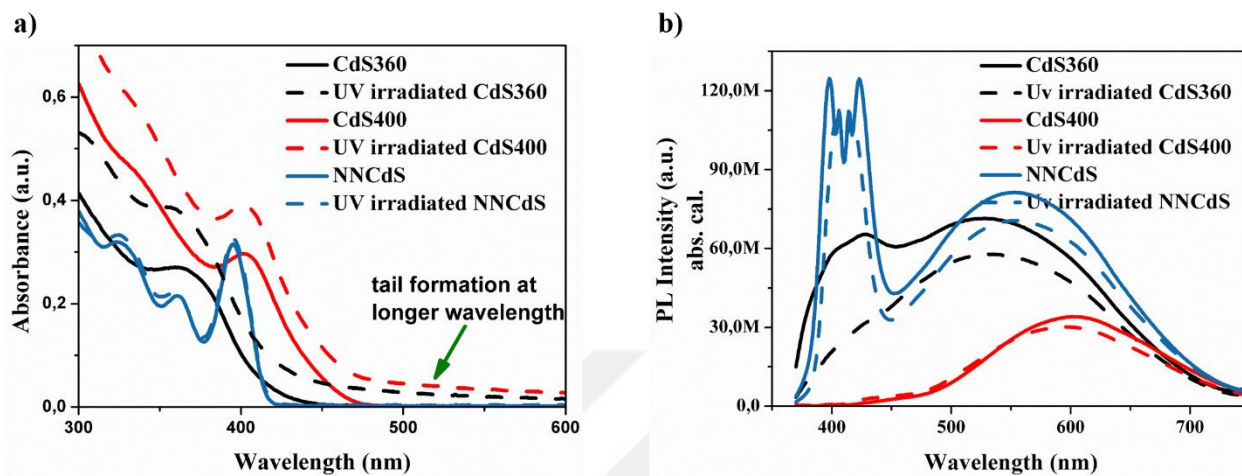 a)
Absorbance (a.u.)
0,6
0,4
0,2
0,0
CdS360
UV irradiated CdS360
CdS400
UV irradiated CdS400
NNCdS
UV irradiated NNCdS
tail formation at
longer wavelength
300
400
500
600
Wavelength (nm)
b)
PL Intensity (a.u.)
abs. cal.
120,0M
90,0M
60,0M
30,0M
0,0
CdS360
Uv irradiated CdS360
CdS400
Uv irradiated CdS400
NNCdS
Uv irradiated NNCdS
400
500
600
700
Wavelength (nm)